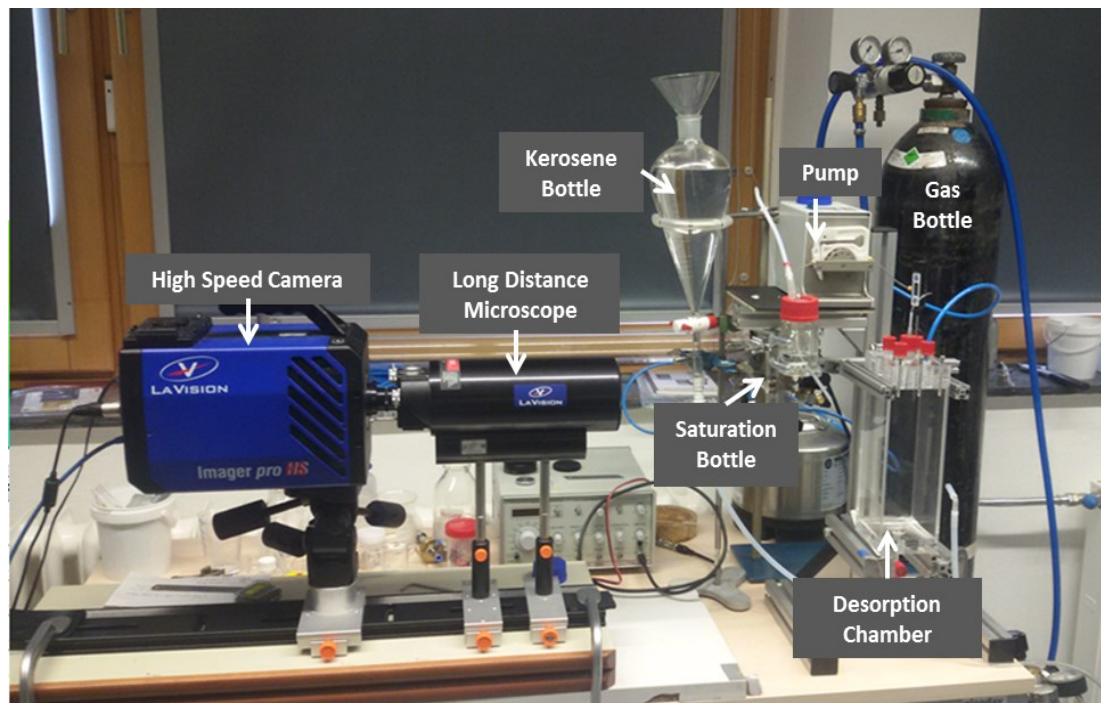 Kerosene
Bottle
Pump
Gas
Bottle
High Speed Camera
Long Distance
Microscope
LAVISION
LAVISION
Saturation
Bottle
Imager pro HS
Desorption
Chamber